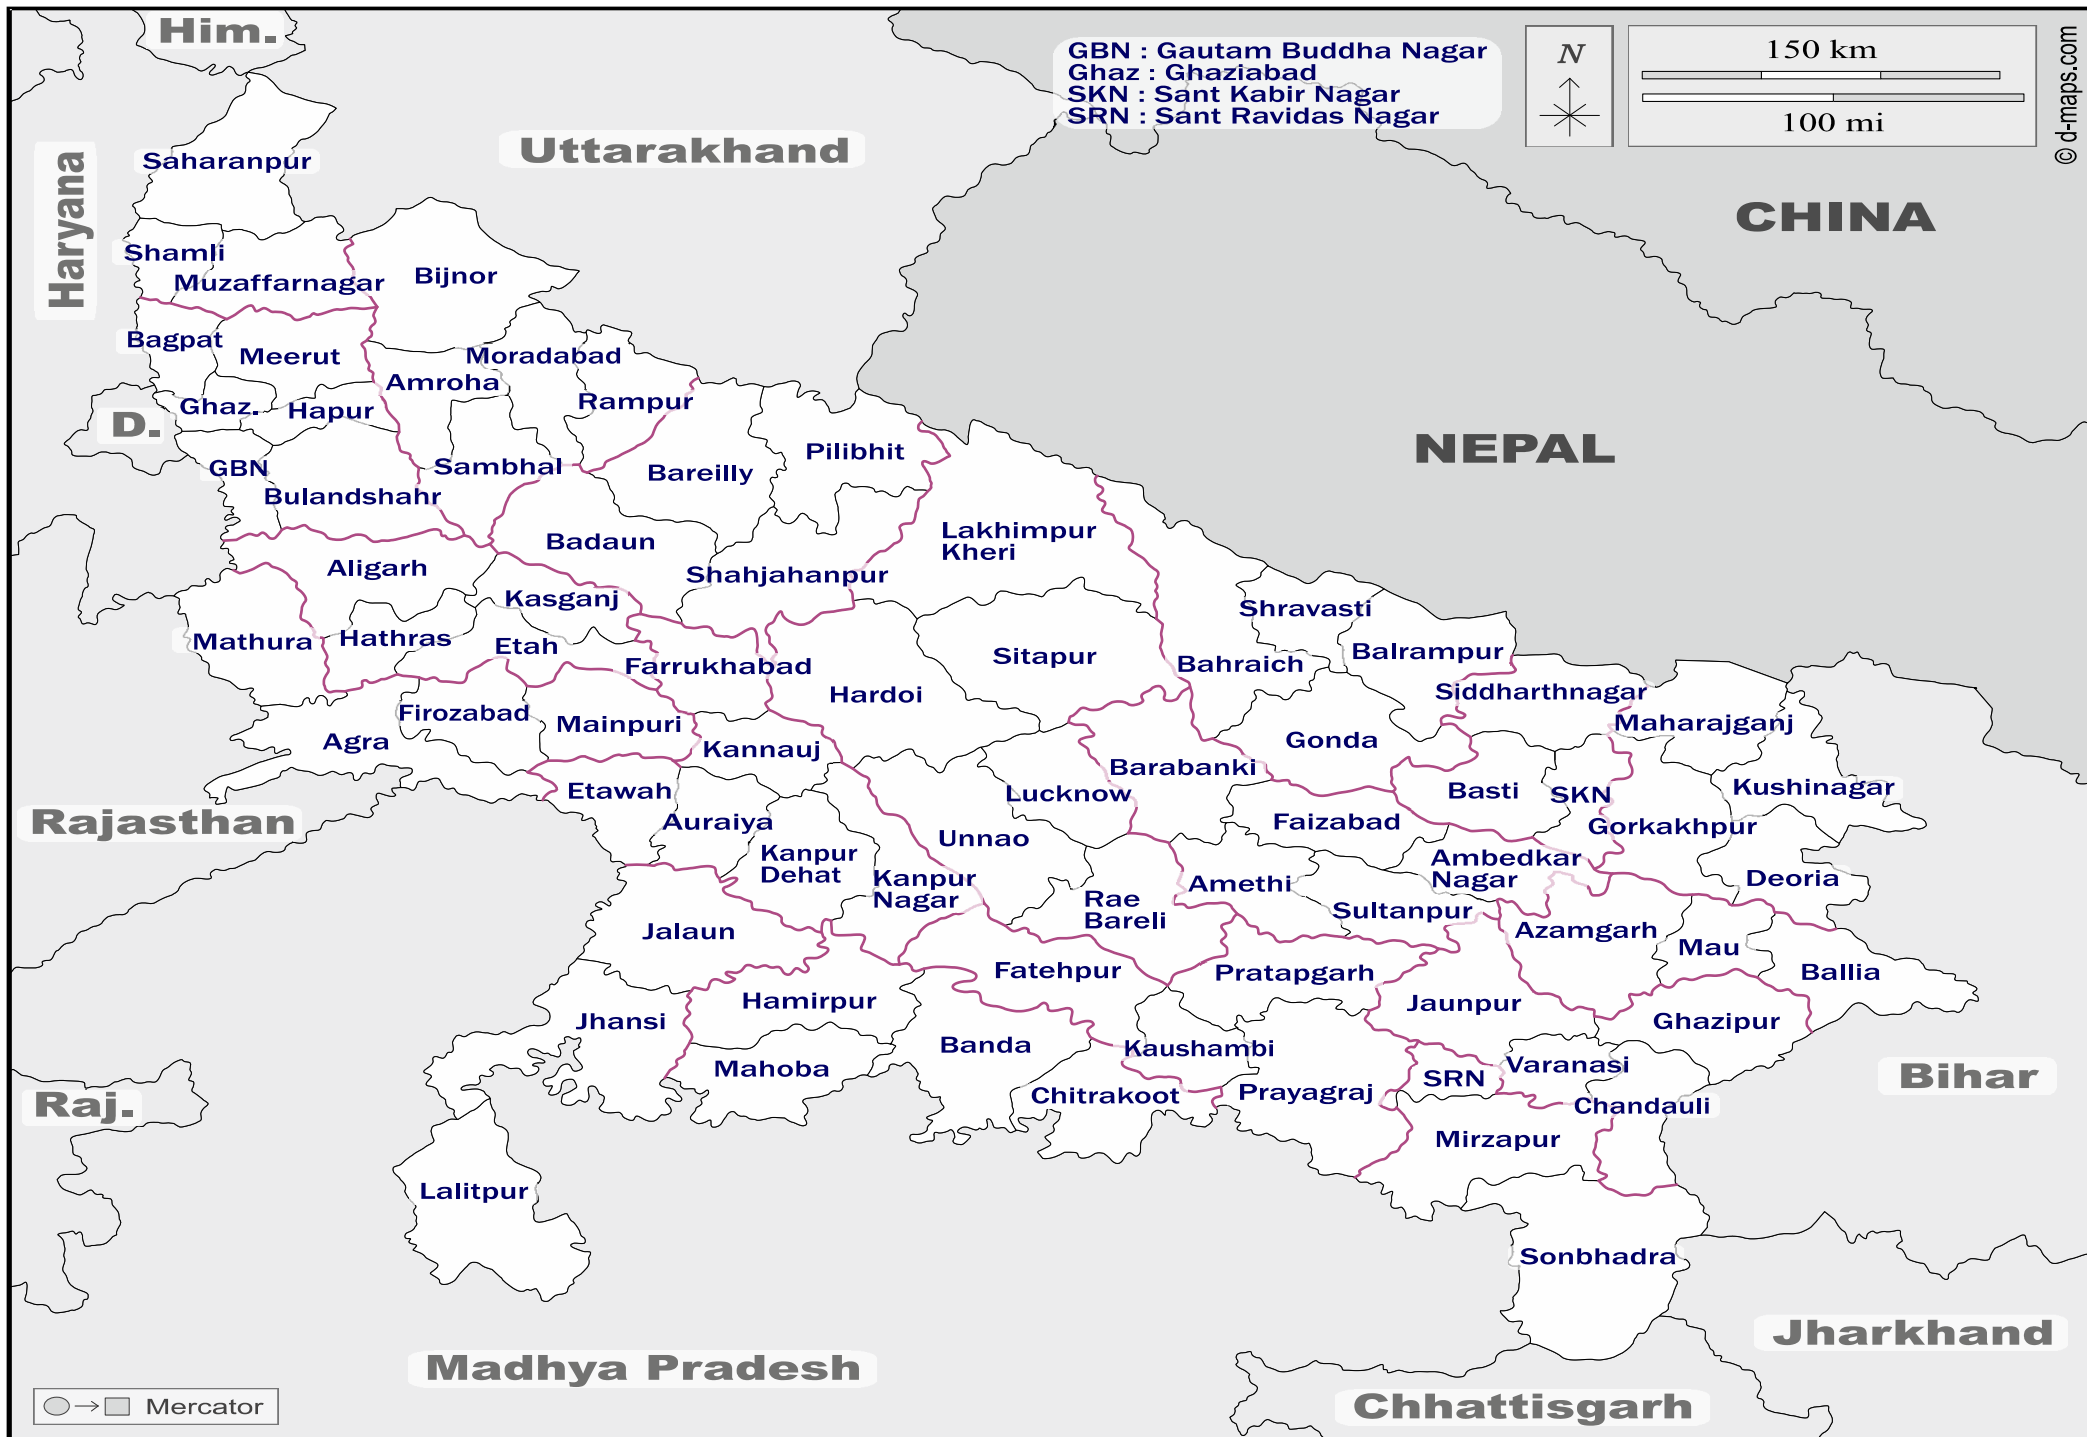 Him.
GBN : Gautam Buddha Nagar
Ghaz : Ghaziabad
SKN : Sant Kabir Nagar
SRN : Sant Ravidas Nagar
N
150 km
100 mi
© d-maps.com
Uttarakhand
Haryana
CHINA
NEPAL
D.
Saharanpur
Shamli
Muzaffarnagar
Bijnor
Bagpat
Meerut
Moradabad
Amroha
Rampur
Ghaz.
Hapur
Pilibhit
GBN
Sambhal
Bareilly
Bulandshahr
Lakhimpur
Kheri
Badaun
Aligarh
Shahjahanpur
Kasganj
Shravasti
Mathura
Hathras
Etah
Farrukhabad
Sitapur
Bahraich
Balrampur
Hardoi
Siddharthnagar
Firozabad
Mainpuri
Maharajganj
Agra
Kannauj
Gonda
Barabanki
Etawah
Lucknow
Basti
SKN
Kushinagar
Rajasthan
Auraiya
Unnao
Faizabad
Gorkakhpur
Kanpur
Dehat
Ambedkar
Nagar
Kanpur
Nagar
Amethi
Deoria
Rae
Bareli
Sultanpur
Jalaun
Azamgarh
Mau
Fatehpur
Pratapgarh
Ballia
Hamirpur
Jaunpur
Jhansi
Ghazipur
Banda
Kaushambi
Mahoba
Varanasi
SRN
Bihar
Chitrakoot
Prayagraj
Raj.
Chandauli
Mirzapur
Lalitpur
Sonbhadra
Jharkhand
Madhya Pradesh
Chhattisgarh
Mercator